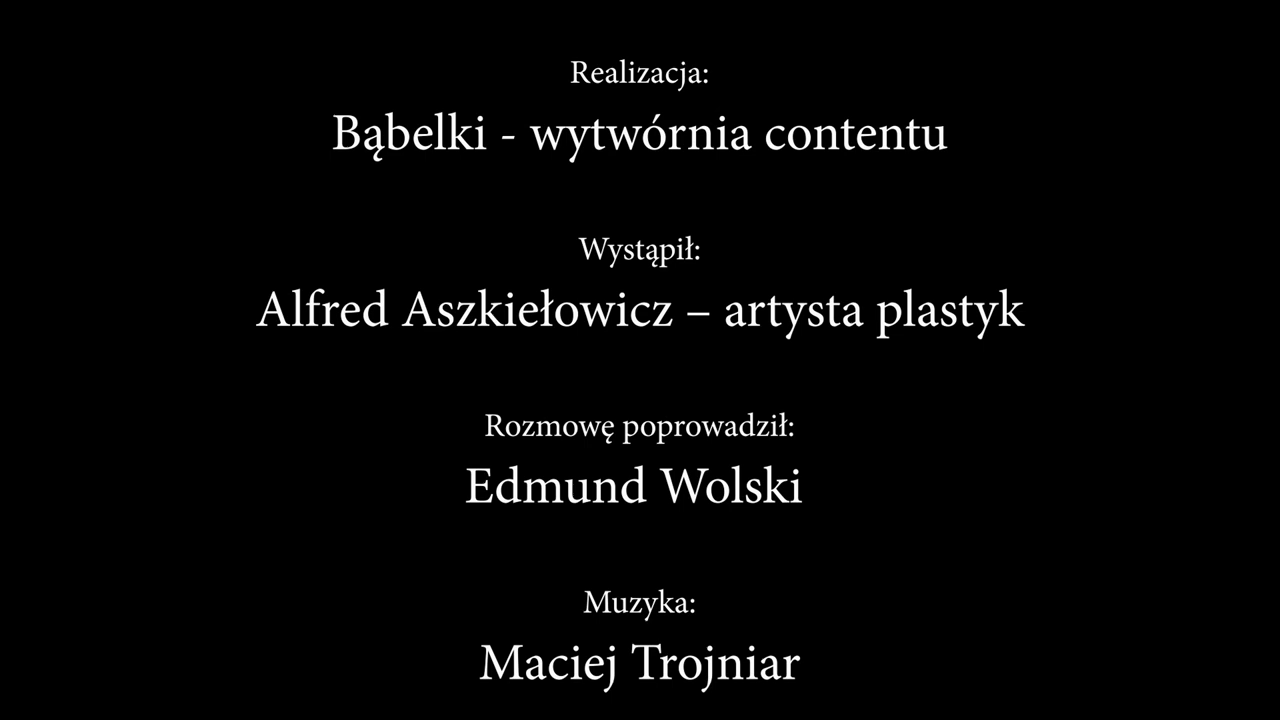 Realizacja:
Bąbelki - wytwórnia contentu
Wystąpił:
Alfred Aszkiełowicz – artysta plastyk
Rozmowę poprowadził:
Edmund Wolski
Muzyka:
Maciej Trojniar